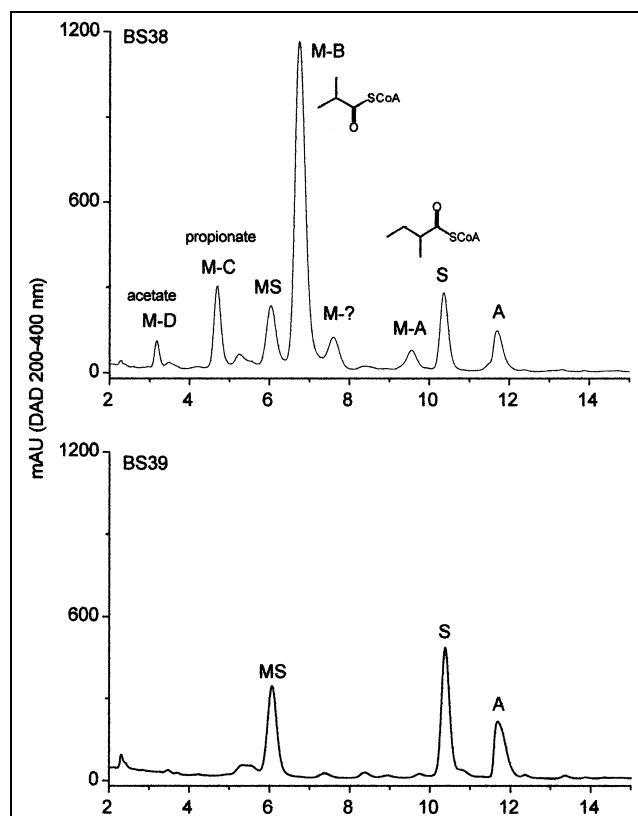 mAU (DAD 200-400 nm)
1200
600
0
BS38
M-B
SCoA
O
O
SCoA
propionate
M-C
acetate
M-D
MS
M-?
M-A
S
A
2 4 6 8 10 12 14
1200
600
0
BS39
MS
S
A
2 4 6 8 10 12 14